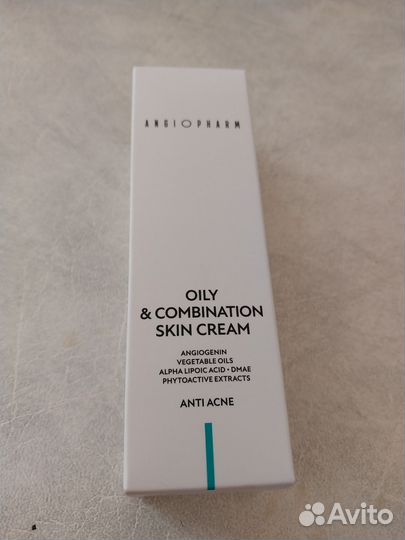 ANGIOPHARM
OILY
& COMBINATION
SKIN CREAM
ANGIOGENIN
VEGETABLE OILS
ALPHA LIPOIC ACID • DMAE
PHYTOACTIVE EXTRACTS
ANTI ACNE
Avito